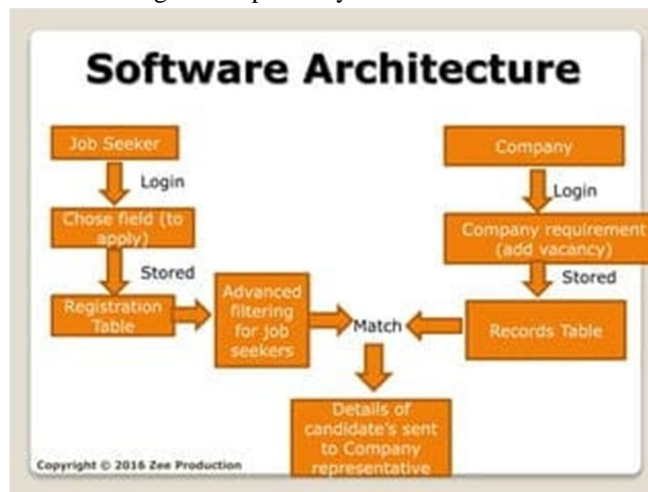 Software Architecture
Job Seeker
Login
Chose field (to
apply)
Stored
Registration
Table
Advanced
filtering
for job
seekers
Match
Company
Login
Company requirement
(add vacancy)
Stored
Records Table
Details of
candidate's sent
to Company
representative
Copyright © 2016 Zee Production